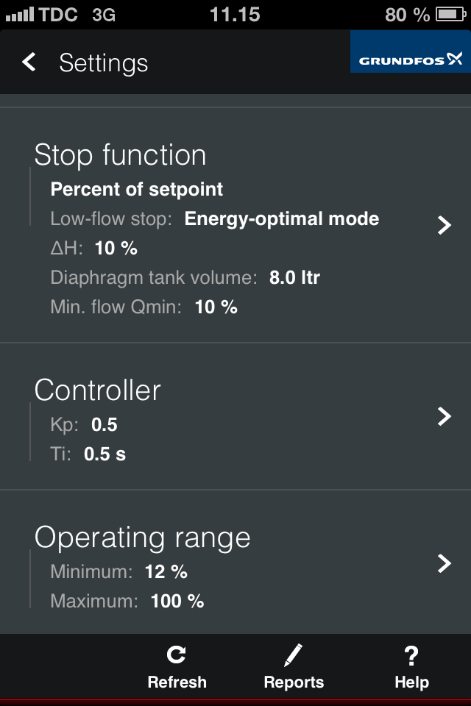 TDC 3G 11.15 80 %
Settings GRUNDFOS
Stop function
Percent of setpoint
Low-flow stop: Energy-optimal mode
ΔH: 10 %
Diaphragm tank volume: 8.0 ltr
Min. flow Qmin: 10 %
Controller
Kp: 0.5
Ti: 0.5 s
Operating range
Minimum: 12 %
Maximum: 100 %
Refresh Reports Help